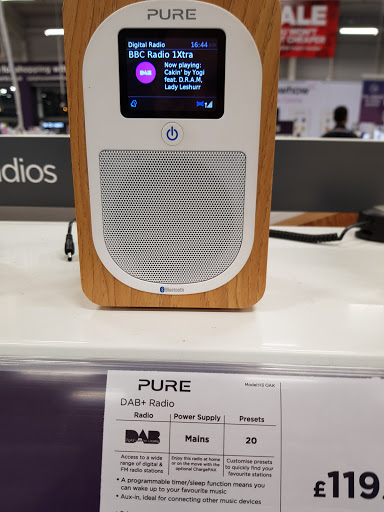 PURE
Digital Radio 16:44
BBC Radio 1Xtra
DAB
Now playing:
Cakin' by Yogi
feat. D.R.A.M,
Lady Leshurr
Bluetooth
SALE
dios
PURE
DAB+ Radio
Radio Power Supply Presets
DAB Mains 20
Access to a wide
range of digital &
FM radio stations
Enjoy this radio at home
or on the move with the
optional ChargePAK
Customise presets
to quickly find your
favourite stations
• A programmable timer/sleep function means you
can wake up to your favourite music
• Aux-in, ideal for connecting other music devices
£119.